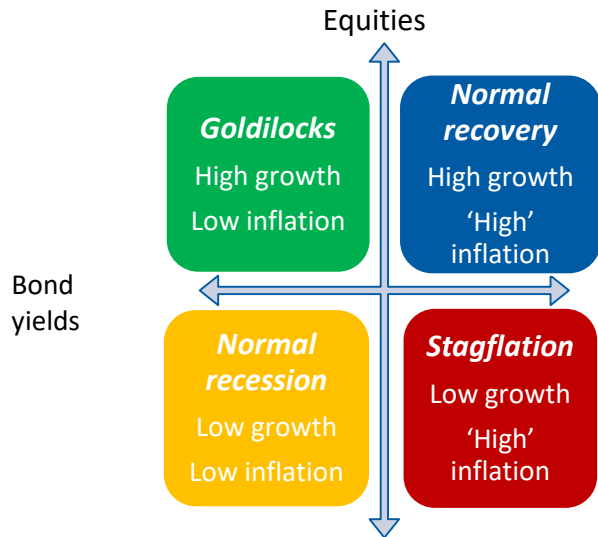 Equities
Goldilocks
High growth
Low inflation
Normal
recovery
High growth
‘High’
inflation
Bond
yields
Normal
recession
Low growth
Low inflation
Stagflation
Low growth
‘High’
inflation